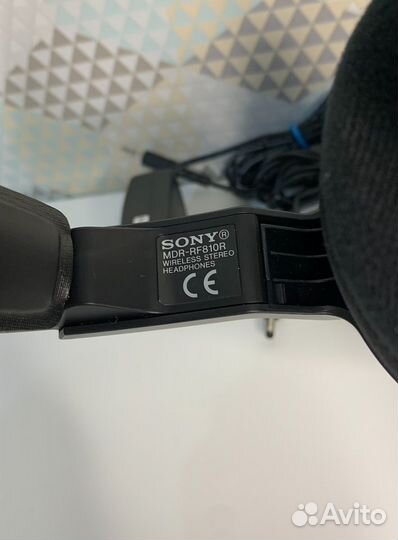 SONY®
MDR-RF810R
WIRELESS STEREO
HEADPHONES
CE
Avito